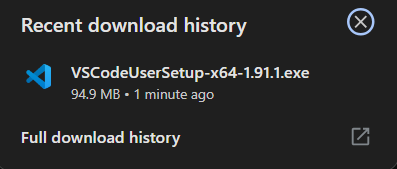 Recent download history
VSCodeUserSetup-x64-1.91.1.exe
94.9 MB • 1 minute ago
Full download history